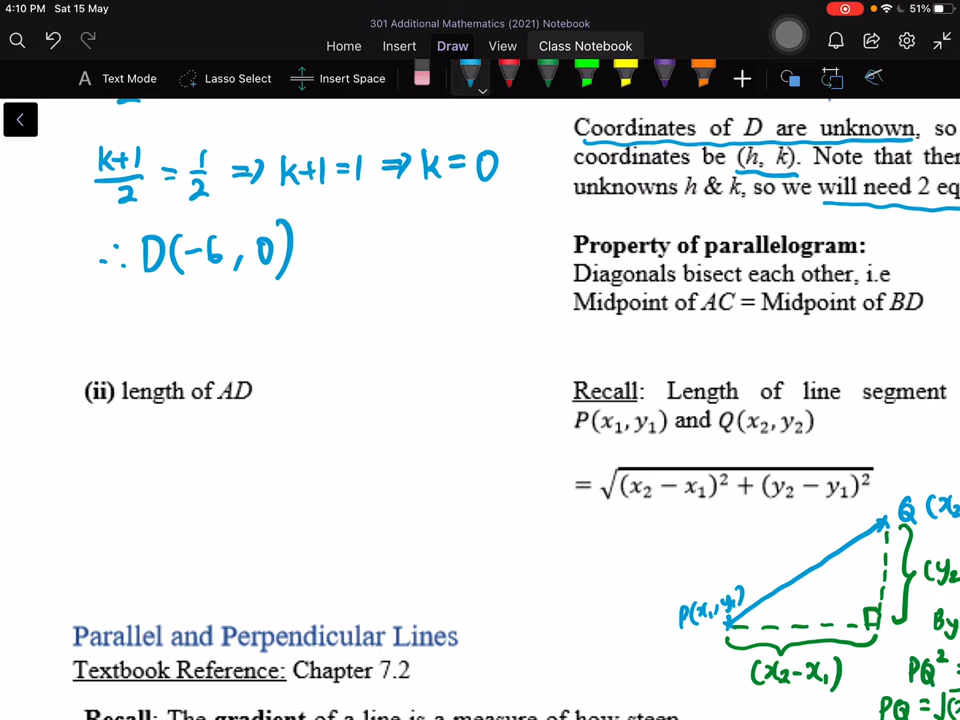 4:10 PM Sat 15 May
301 Additional Mathematics (2021) Notebook
51%
Home Insert Draw View Class Notebook
A Text Mode Lasso Select Insert Space
k+1/2 = 1/2 ⇒ k+1 = 1 ⇒ k = 0
∴ D(-6, 0)
(ii) length of AD
Parallel and Perpendicular Lines
Textbook Reference: Chapter 7.2
Recall: The gradient of a line is a measure of how steep
Coordinates of D are unknown, so
coordinates be (h, k). Note that ther
unknowns h & k, so we will need 2 eq
Property of parallelogram:
Diagonals bisect each other, i.e
Midpoint of AC = Midpoint of BD
Recall: Length of line segment
P(x₁, y₁) and Q(x₂, y₂)
= √(x₂ − x₁)² + (y₂ − y₁)²
Q (x₂
P(x₁, y₁)
(y₂
(x₂-x₁)
By
PQ² =
PQ = √(